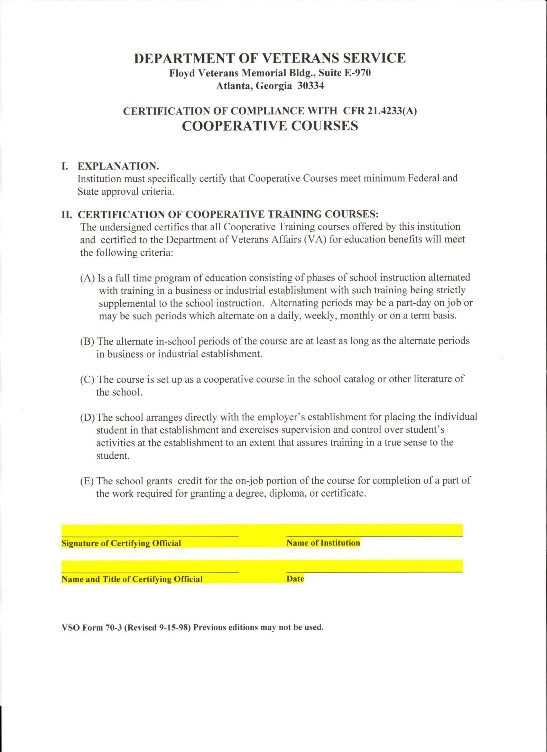 DEPARTMENT OF VETERANS SERVICE
Floyd Veterans Memorial Bldg., Suite E-970
Atlanta, Georgia 30334
CERTIFICATION OF COMPLIANCE WITH CFR 21.4233(A)
COOPERATIVE COURSES
I. EXPLANATION.
Institution must specifically certify that Cooperative Courses meet minimum Federal and
State approval criteria.
II. CERTIFICATION OF COOPERATIVE TRAINING COURSES:
The undersigned certifies that all Cooperative Training courses offered by this institution
and certified to the Department of Veterans Affairs (VA) for education benefits will meet
the following criteria:
(A) Is a full time program of education consisting of phases of school instruction alternated
with training in a business or industrial establishment with such training being strictly
supplemental to the school instruction. Alternating periods may be a part-day on job or
may be such periods which alternate on a daily, weekly, monthly or on a term basis.
(B) The alternate in-school periods of the course are at least as long as the alternate periods
in business or industrial establishment.
(C) The course is set up as a cooperative course in the school catalog or other literature of
the school.
(D) The school arranges directly with the employer's establishment for placing the individual
student in that establishment and exercises supervision and control over student's
activities at the establishment to an extent that assures training in a true sense to the
student.
(E) The school grants credit for the on-job portion of the course for completion of a part of
the work required for granting a degree, diploma, or certificate.
Signature of Certifying Official Name of Institution
Name and Title of Certifying Official Date
VSO Form 70-3 (Revised 9-15-98) Previous editions may not be used.